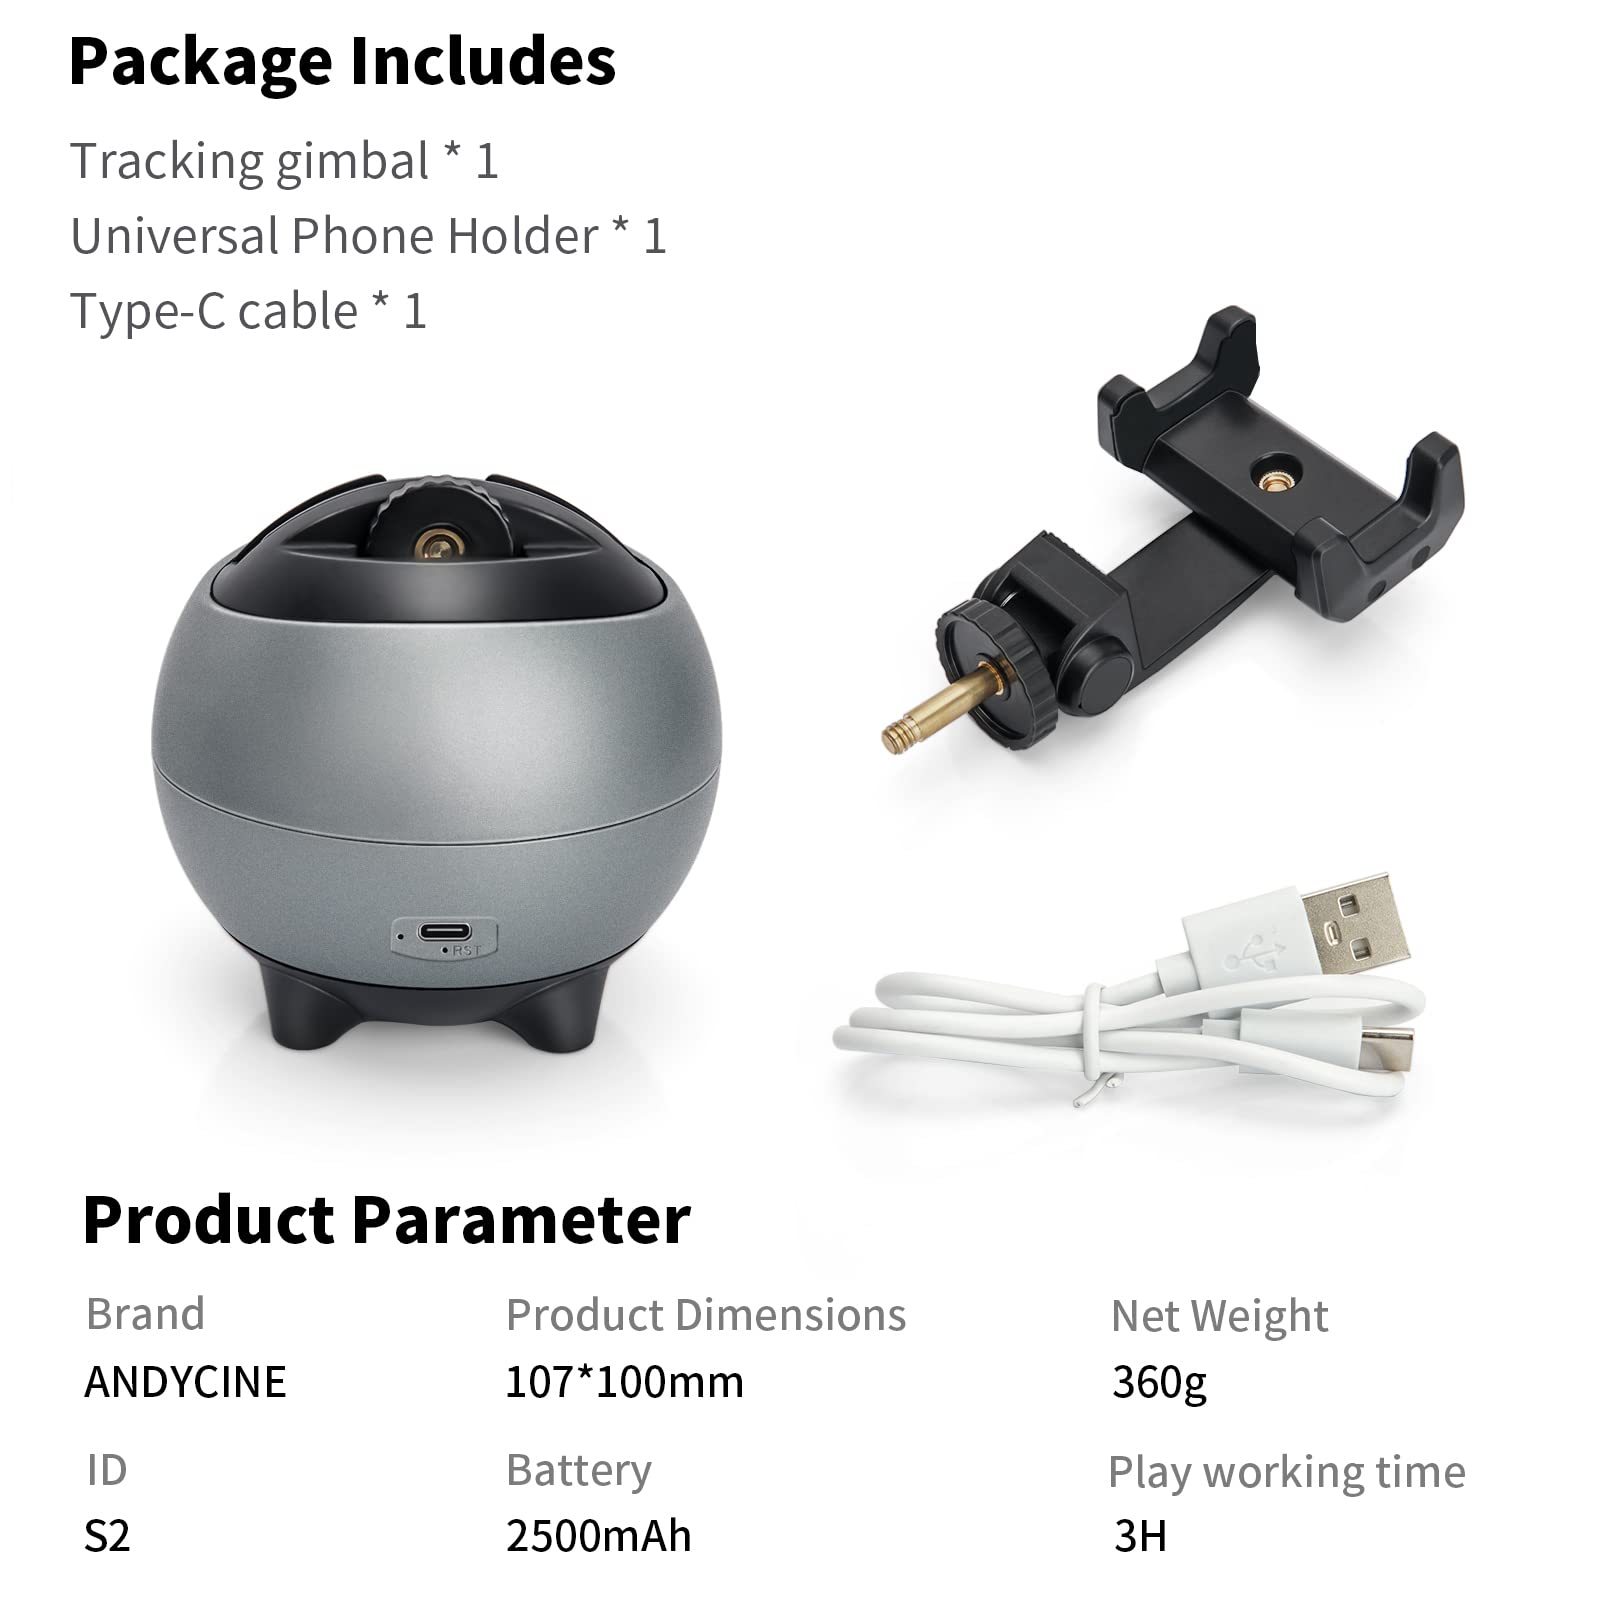 Package Includes
Tracking gimbal * 1
Universal Phone Holder * 1
Type-C cable * 1
RST
Product Parameter
Brand
Product Dimensions
Net Weight
ANDYCINE
107*100mm
360g
ID
Battery
Play working time
S2
2500mAh
3H